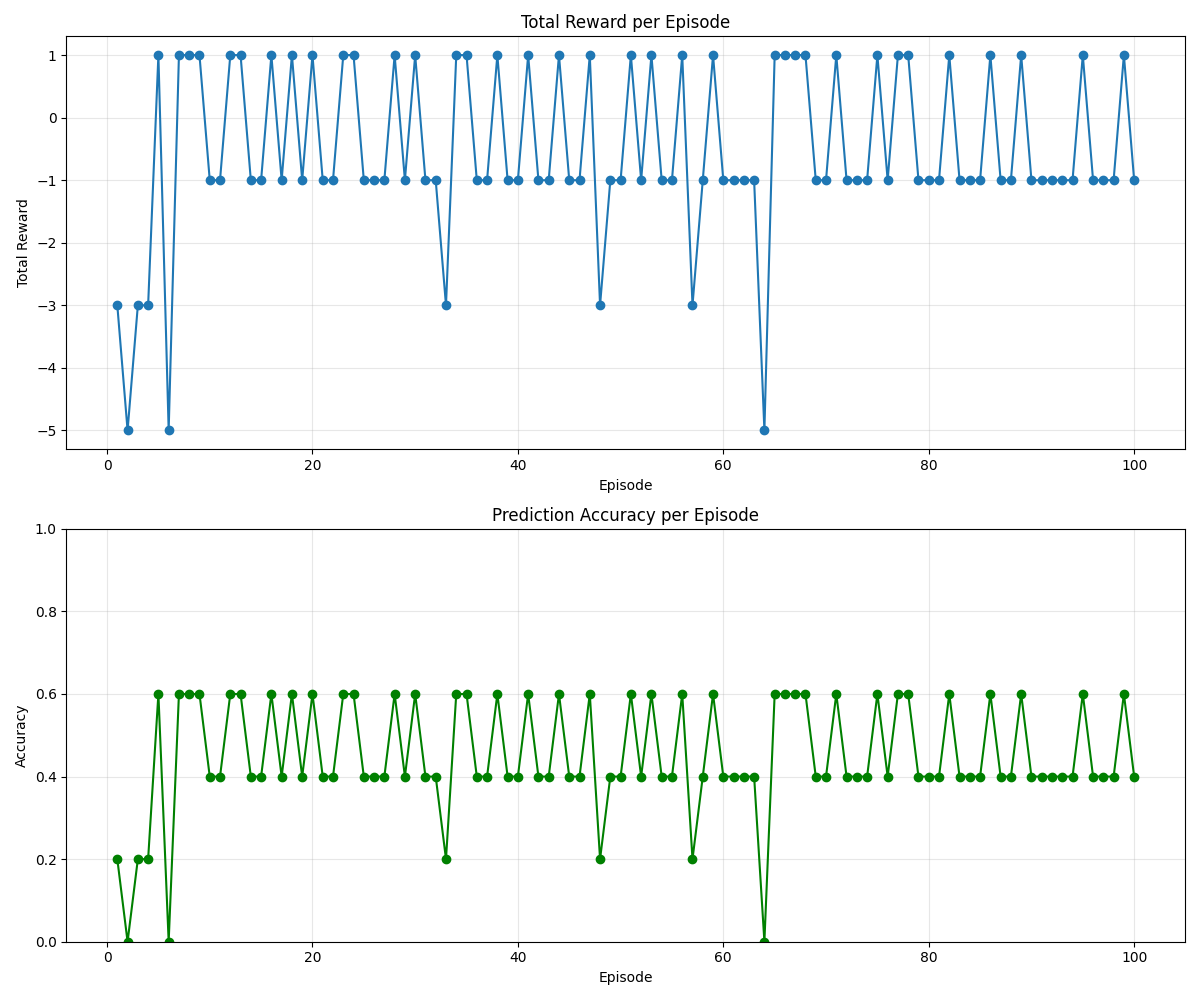 Total Reward per Episode
1
0
−1
−2
−3
−4
−5
Total Reward
0 20 40 60 80 100
Episode
Prediction Accuracy per Episode
1.0
0.8
0.6
0.4
0.2
0.0
Accuracy
0 20 40 60 80 100
Episode